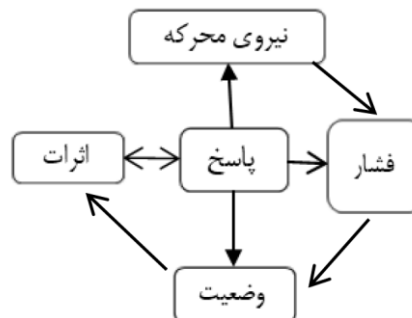 نیروی محرکه
اثرات
پاسخ
فشار
وضعیت